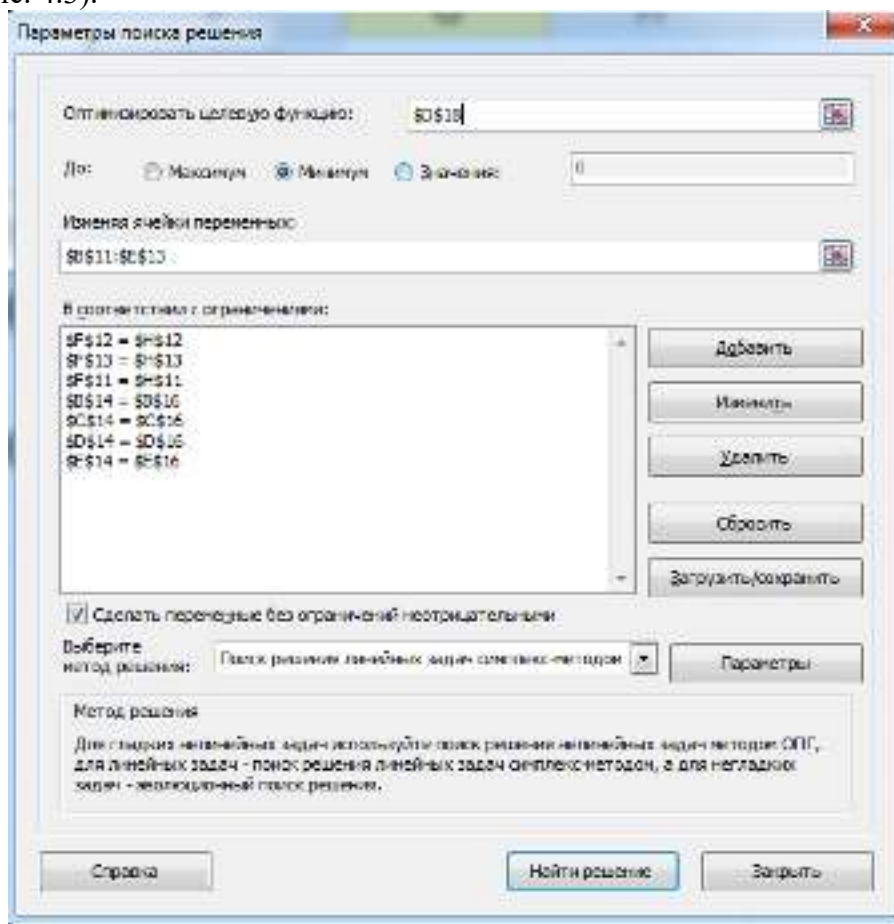 Параметры поиска решения
Оптимизировать целевую функцию: $D$18
До: Максимум Минимум Значения: 0
Изменяя ячейки переменных:
$B$11:$E$13
В соответствии с ограничениями:
$F$12 = $H$12
$F$13 = $H$13
$F$11 = $H$11
$B$14 = $B$16
$C$14 = $C$16
$D$14 = $D$16
$E$14 = $E$16
Добавить
Изменить
Удалить
Сбросить
Загрузить/сохранить
Сделать переменные без ограничений неотрицательными
Выберите
метод решения: Поиск решения линейных задач симплекс-методом
Параметры
Метод решения
Для гладких нелинейных задач используйте поиск решения нелинейных задач методом ОПГ,
для линейных задач - поиск решения линейных задач симплекс-методом, а для негладких
задач - эволюционный поиск решения.
Справка
Найти решение
Закрыть